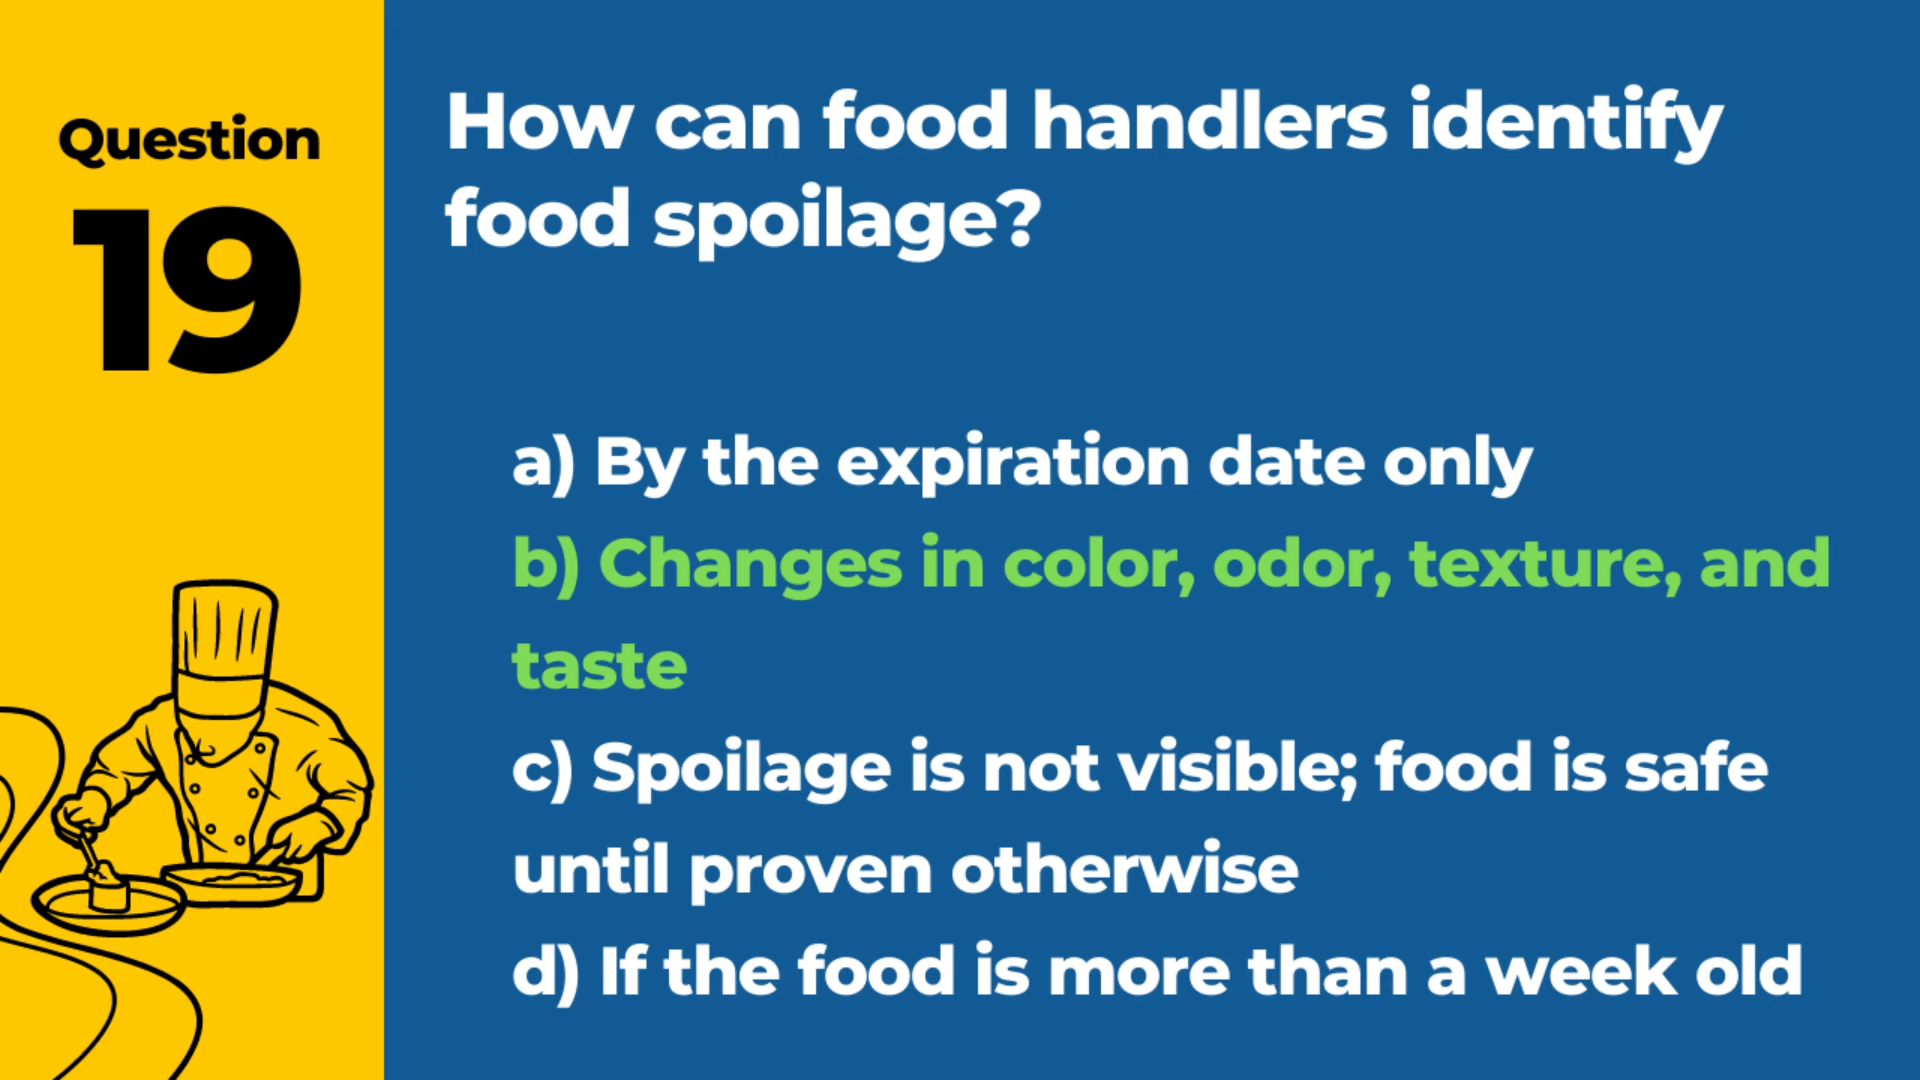 Question
19
How can food handlers identify
food spoilage?
a) By the expiration date only
b) Changes in color, odor, texture, and
taste
c) Spoilage is not visible; food is safe
until proven otherwise
d) If the food is more than a week old